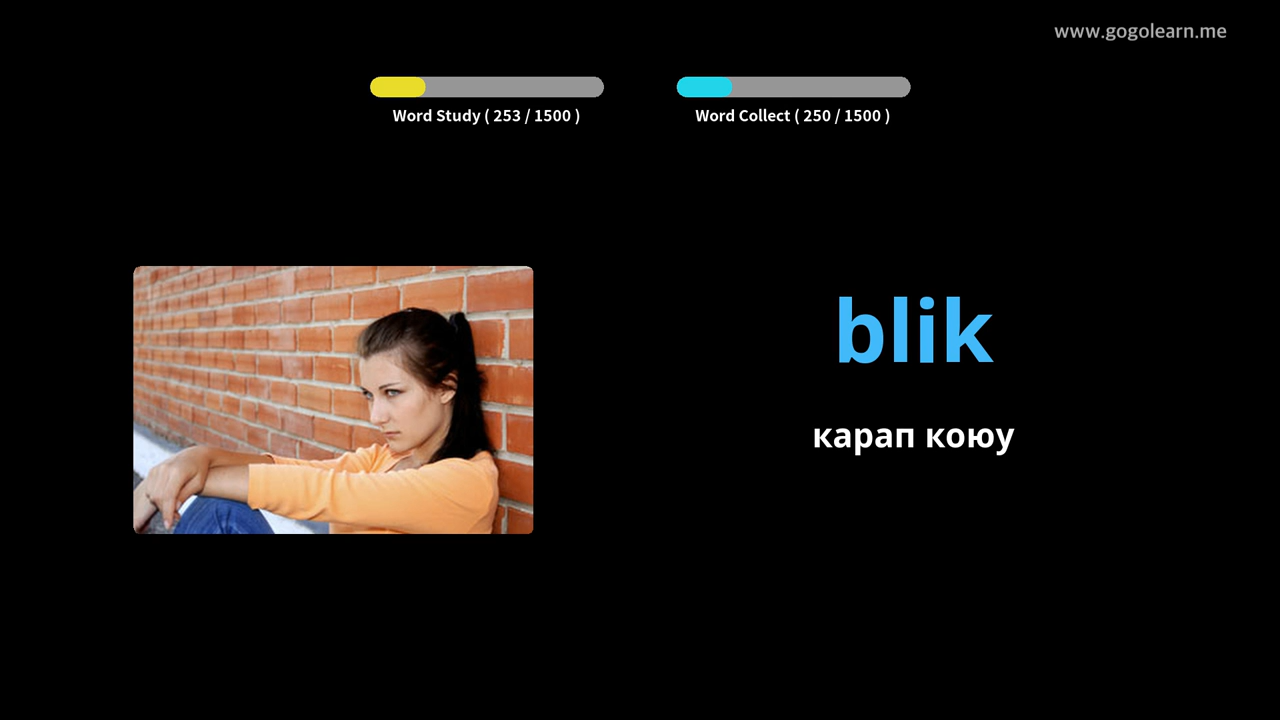 www.gogolearn.me
Word Study ( 253 / 1500 )
Word Collect ( 250 / 1500 )
blik
карап коюу